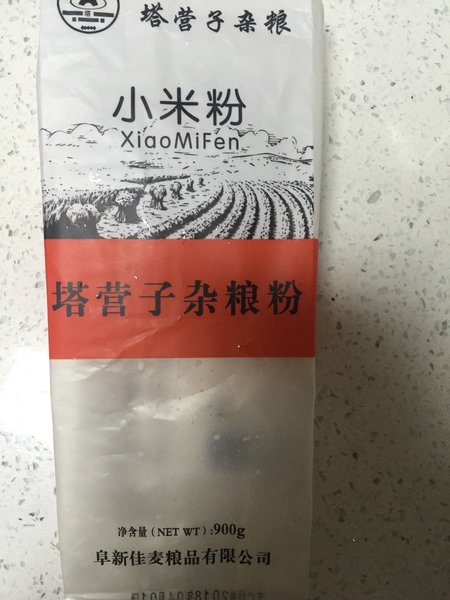 塔
塔营子杂粮
小米粉
XiaoMiFen
塔营子杂粮粉
净含量（NET WT）:900g
阜新佳麦粮品有限公司